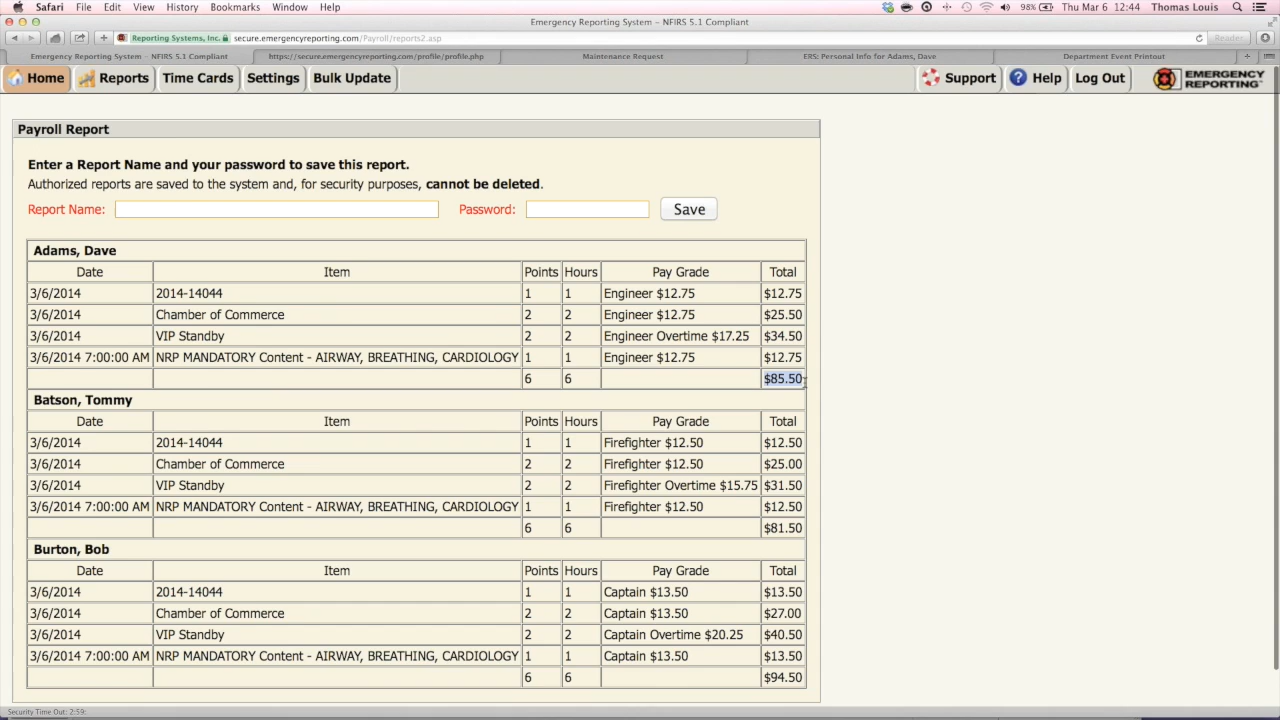 Safari File Edit View History Bookmarks Window Help 98% Thu Mar 6 12:44 Thomas Louis
Emergency Reporting System – NFIRS 5.1 Compliant
Reporting Systems, Inc. secure.emergencyreporting.com/Payroll/reports2.asp Reader
Emergency Reporting System – NFIRS 5.1 Compliant https://secure.emergencyreporting.com/profile/profile.php Maintenance Request ERS: Personal Info for Adams, Dave Department Event Printout
Home Reports Time Cards Settings Bulk Update Support Help Log Out EMERGENCY REPORTING
Payroll Report
Enter a Report Name and your password to save this report.
Authorized reports are saved to the system and, for security purposes, cannot be deleted.
Report Name: Password: Save
Adams, Dave
Date Item Points Hours Pay Grade Total
3/6/2014 2014-14044 1 1 Engineer $12.75 $12.75
3/6/2014 Chamber of Commerce 2 2 Engineer $12.75 $25.50
3/6/2014 VIP Standby 2 2 Engineer Overtime $17.25 $34.50
3/6/2014 7:00:00 AM NRP MANDATORY Content - AIRWAY, BREATHING, CARDIOLOGY 1 1 Engineer $12.75 $12.75
6 6 $85.50
Batson, Tommy
Date Item Points Hours Pay Grade Total
3/6/2014 2014-14044 1 1 Firefighter $12.50 $12.50
3/6/2014 Chamber of Commerce 2 2 Firefighter $12.50 $25.00
3/6/2014 VIP Standby 2 2 Firefighter Overtime $15.75 $31.50
3/6/2014 7:00:00 AM NRP MANDATORY Content - AIRWAY, BREATHING, CARDIOLOGY 1 1 Firefighter $12.50 $12.50
6 6 $81.50
Burton, Bob
Date Item Points Hours Pay Grade Total
3/6/2014 2014-14044 1 1 Captain $13.50 $13.50
3/6/2014 Chamber of Commerce 2 2 Captain $13.50 $27.00
3/6/2014 VIP Standby 2 2 Captain Overtime $20.25 $40.50
3/6/2014 7:00:00 AM NRP MANDATORY Content - AIRWAY, BREATHING, CARDIOLOGY 1 1 Captain $13.50 $13.50
6 6 $94.50
Security Time Out: 2:59: